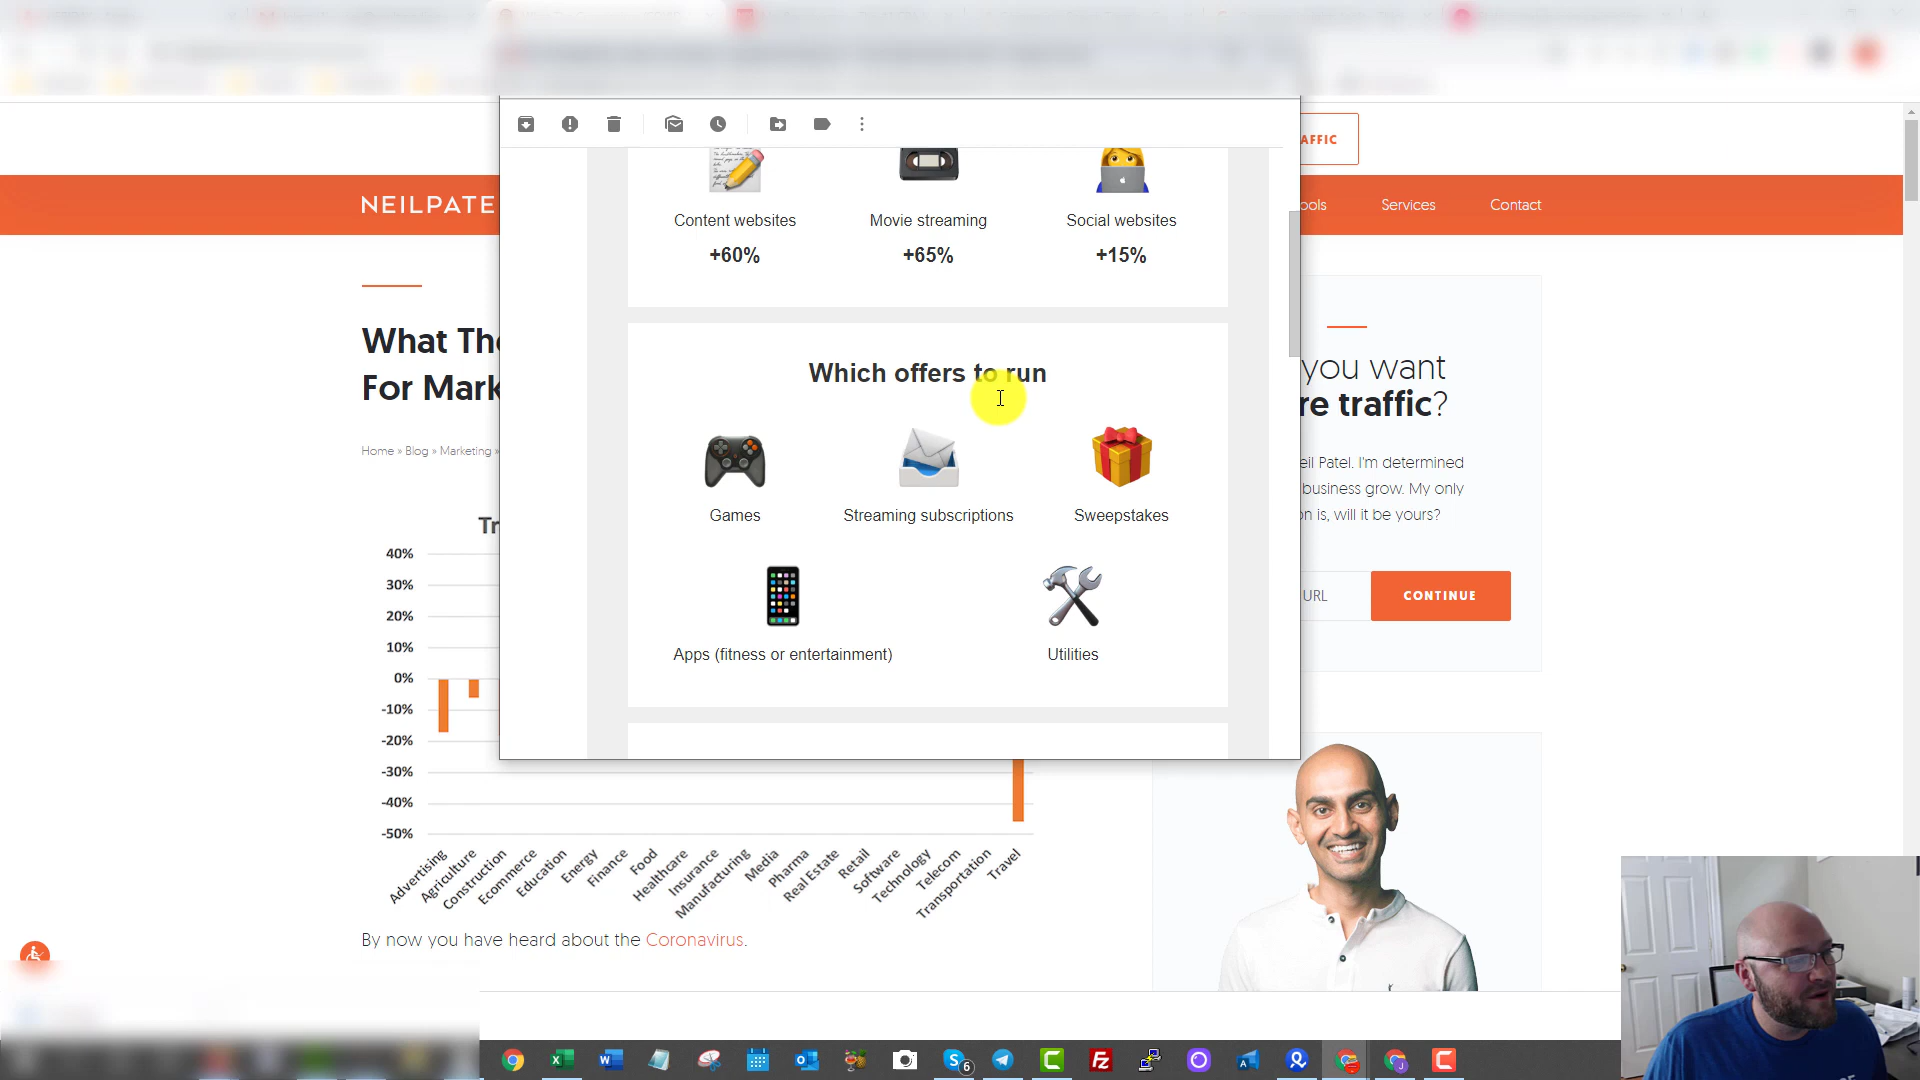 AFFIC
NEILPATE
ools
Services
Contact
Content websites
Movie streaming
Social websites
+60%
+65%
+15%
What The
For Mark
Home » Blog » Marketing »
Which offers to run
Games
Streaming subscriptions
Sweepstakes
Apps (fitness or entertainment)
Utilities
you want
re traffic?
eil Patel. I'm determined
business grow. My only
n is, will it be yours?
URL
CONTINUE
Tr
40%
30%
20%
10%
0%
-10%
-20%
-30%
-40%
-50%
Advertising
Agriculture
Construction
Ecommerce
Education
Energy
Finance
Food
Healthcare
Insurance
Manufacturing
Media
Pharma
Real Estate
Retail
Software
Technology
Telecom
Transportation
Travel
By now you have heard about the Coronavirus.
6